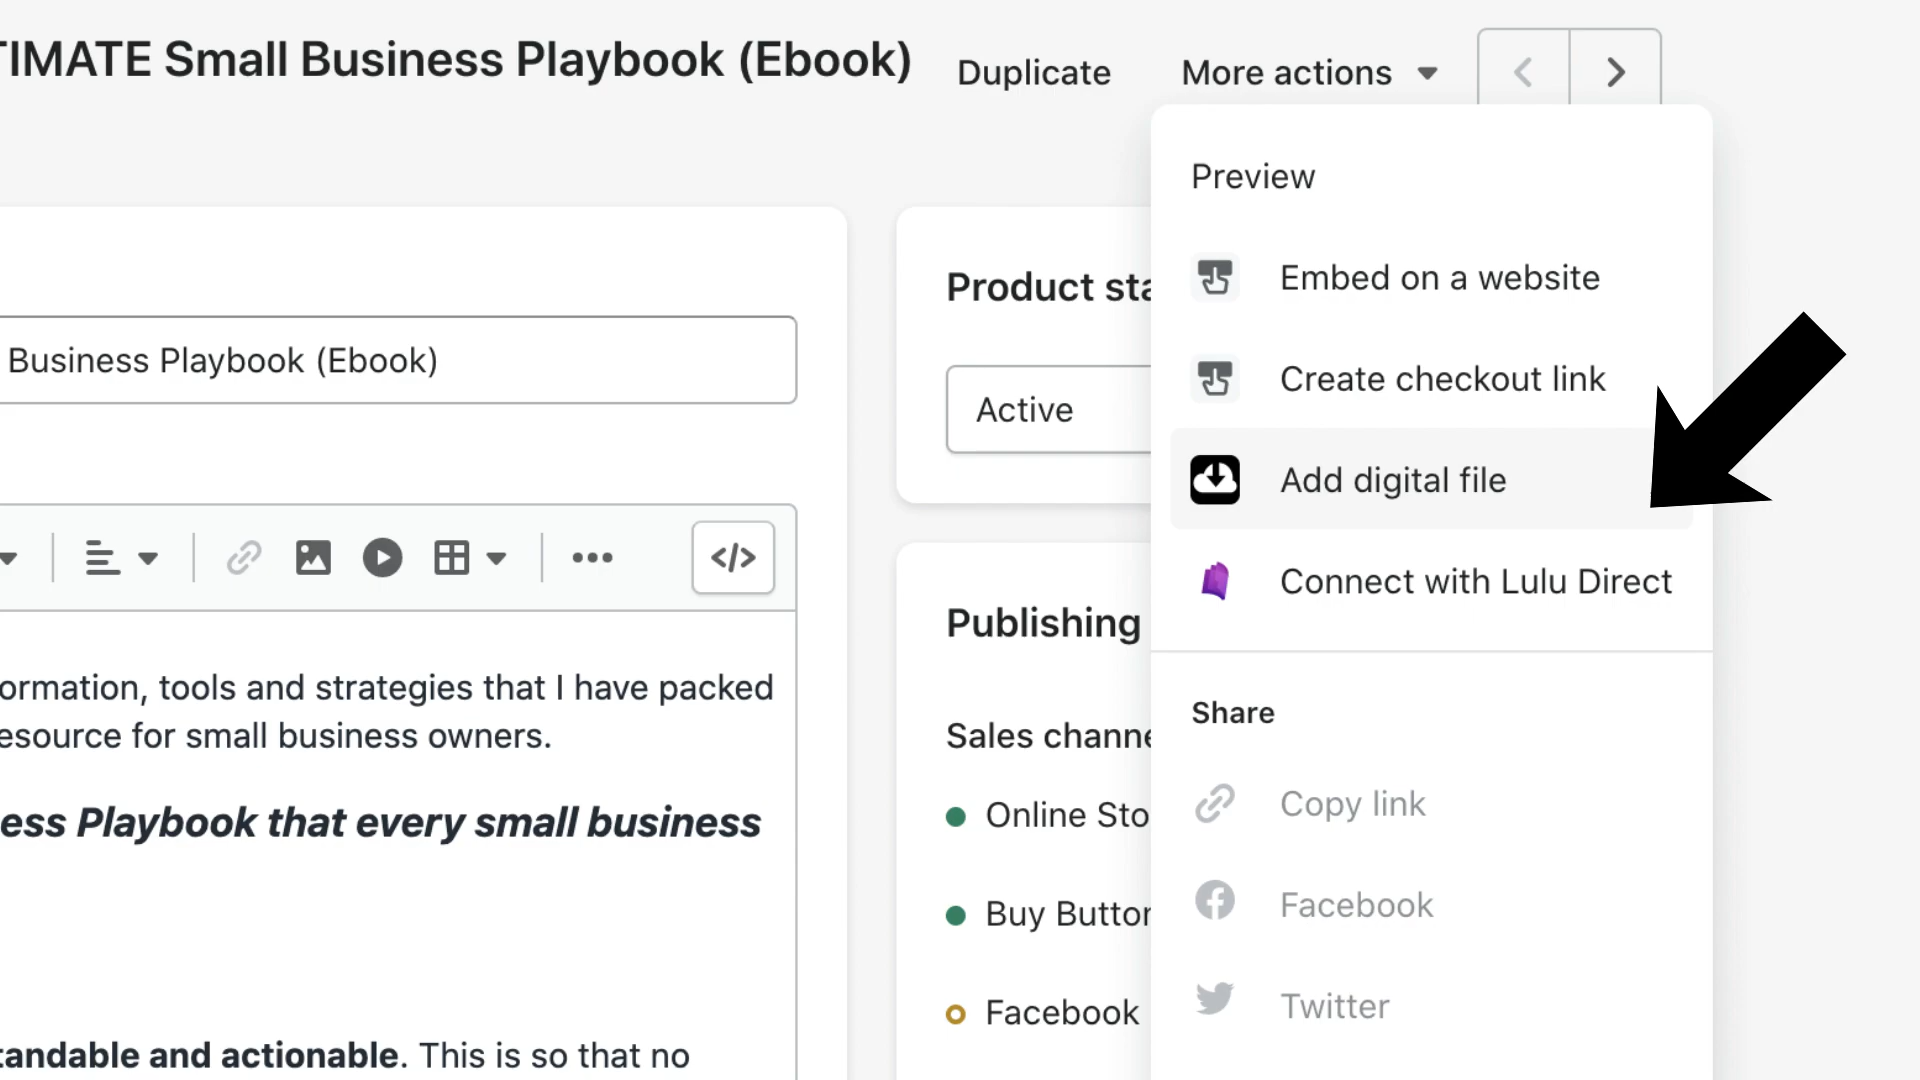 TIMATE Small Business Playbook (Ebook)
Duplicate
More actions
Business Playbook (Ebook)
ormation, tools and strategies that I have packed
esource for small business owners.
ess Playbook that every small business
tandable and actionable. This is so that no
Product sta
Active
Publishing
Sales channe
Online Sto
Buy Button
Facebook
Preview
Embed on a website
Create checkout link
Add digital file
Connect with Lulu Direct
Share
Copy link
Facebook
Twitter